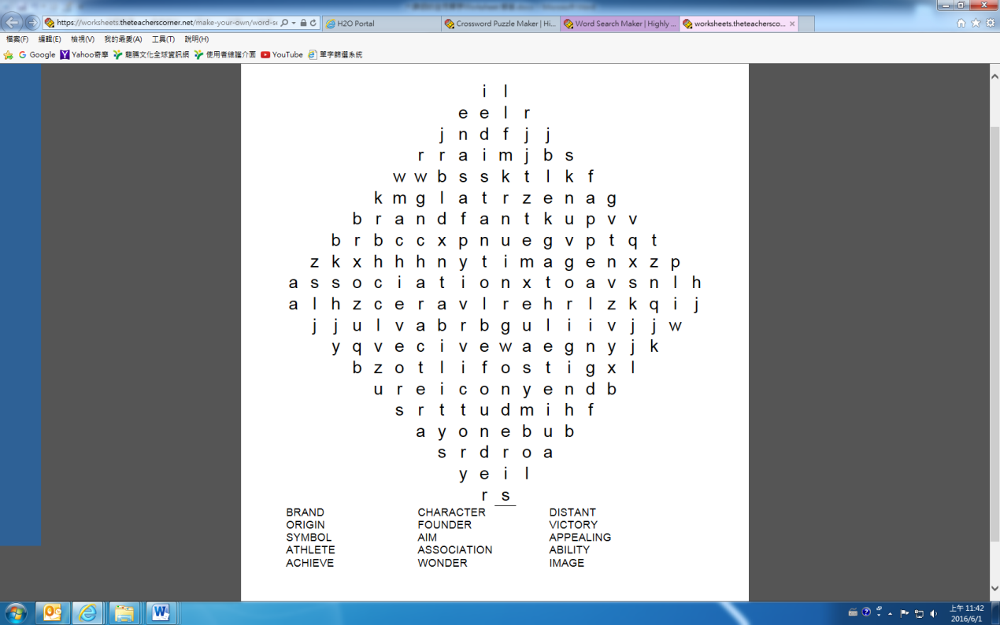 https://worksheets.theteacherscorner.net/make-your-own/word-se
H2O Portal
Crossword Puzzle Maker | Hi...
Word Search Maker | Highly ...
worksheets.theteachersco...
檔案(F) 編輯(E) 檢視(V) 我的最愛(A) 工具(T) 說明(H)
Google Yahoo奇摩 龍騰文化全球資訊網 使用者維護介面 YouTube 單字篩選系統
i l
e e l r
j n d f j j
r r a i m j b s
w w b s s k t l k f
k m g l a t r z e n a g
b r a n d f a n t k u p v v
b r b c c x p n u e g v p t q t
z k x h h h n y t i m a g e n x z p
a s s o c i a t i o n x t o a v s n l h
a l h z c e r a v l r e h r l z k q i j
j j u l v a b r b g u l i i v j j w
y q v e c i v e w a e g n y j k
b z o t l i f o s t i g x l
u r e i c o n y e n d b
s r t t u d m i h f
a y o n e b u b
s r d r o a
y e i l
r s
BRAND CHARACTER DISTANT
ORIGIN FOUNDER VICTORY
SYMBOL AIM APPEALING
ATHLETE ASSOCIATION ABILITY
ACHIEVE WONDER IMAGE
上午 11:42
2016/6/1